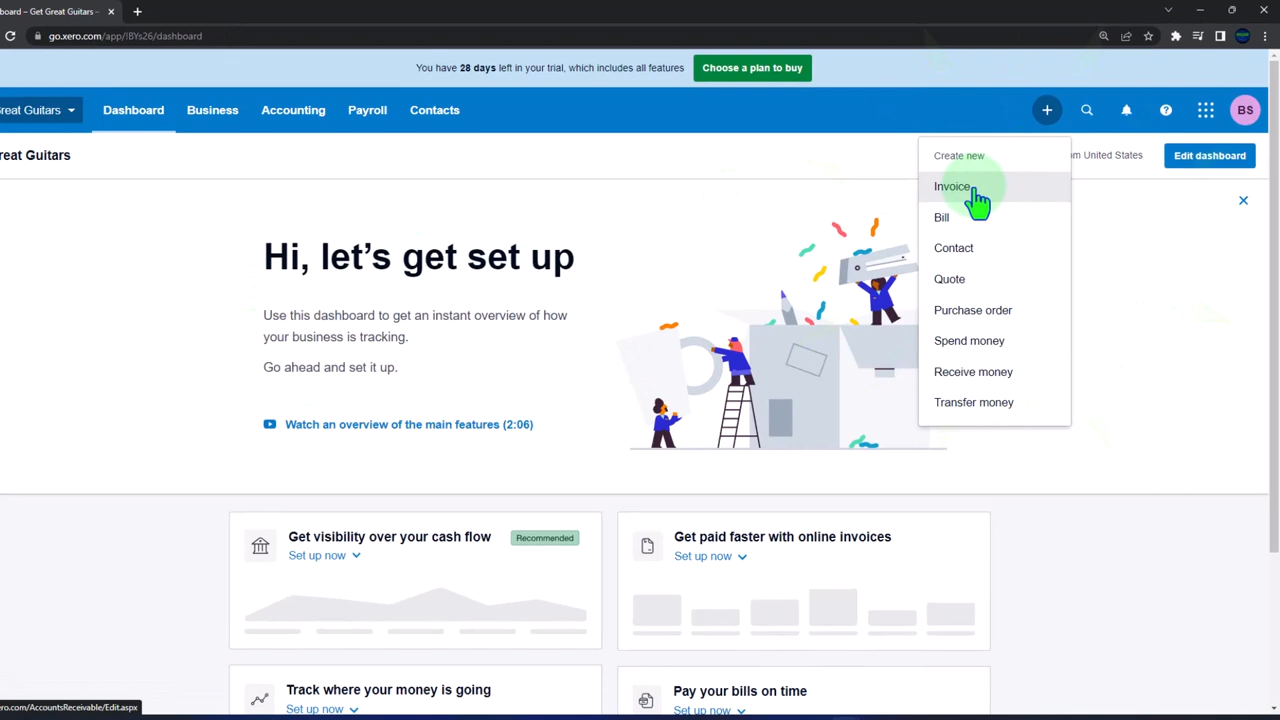 board – Get Great Guitars –
go.xero.com/app/!BYs26/dashboard
You have 28 days left in your trial, which includes all features
Choose a plan to buy
reat Guitars
Dashboard
Business
Accounting
Payroll
Contacts
BS
reat Guitars
om United States
Edit dashboard
Create new
Invoice
Bill
Contact
Quote
Purchase order
Spend money
Receive money
Transfer money
Hi, let's get set up
Use this dashboard to get an instant overview of how
your business is tracking.
Go ahead and set it up.
Watch an overview of the main features (2:06)
Get visibility over your cash flow
Recommended
Set up now
Get paid faster with online invoices
Set up now
Track where your money is going
Set up now
Pay your bills on time
Set up now
ero.com/AccountsReceivable/Edit.aspx